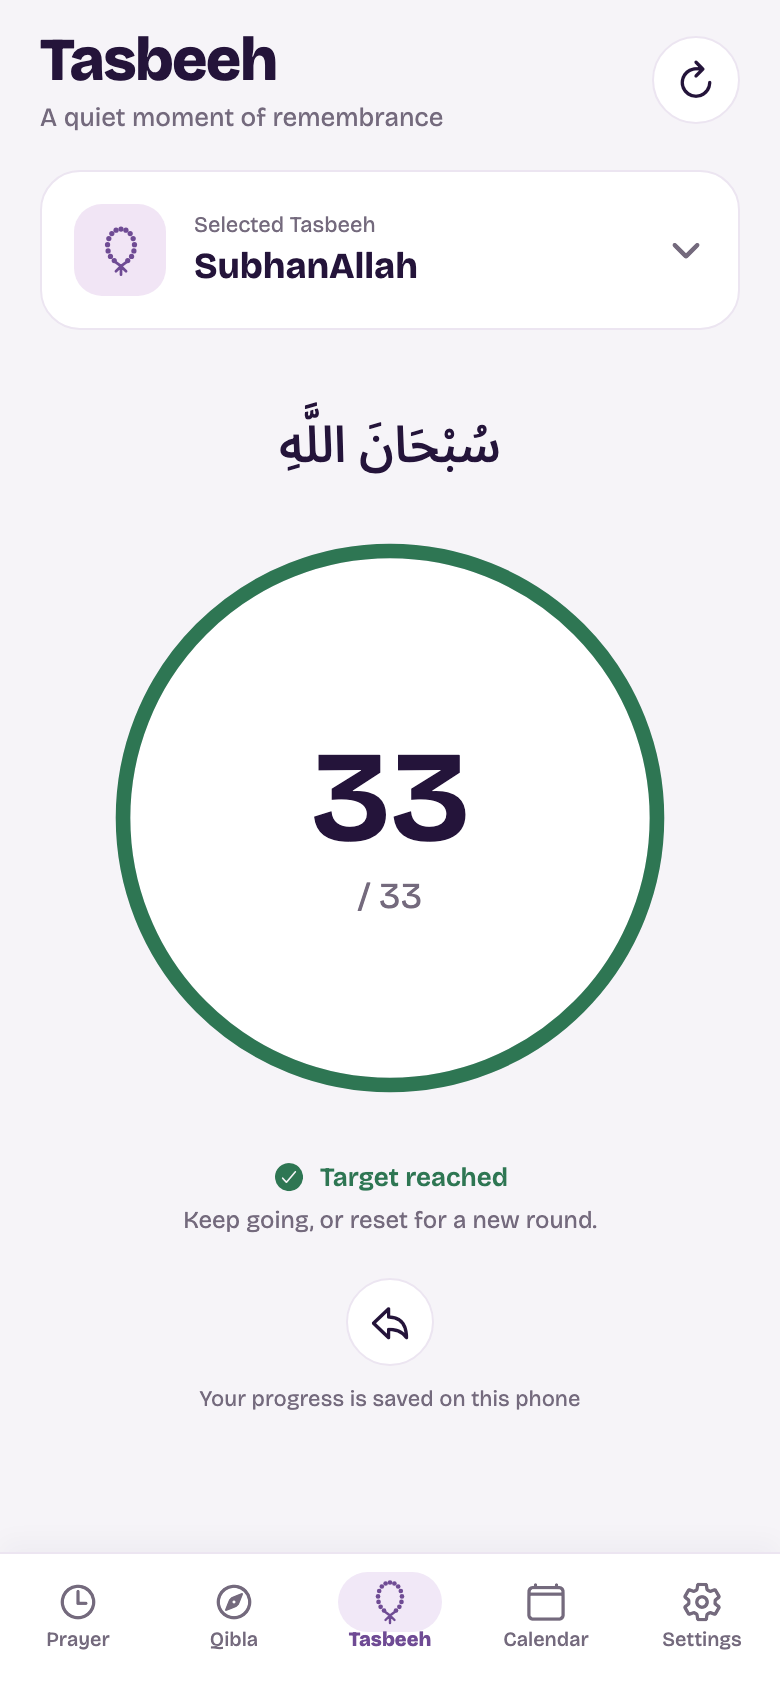 Tasbeeh
A quiet moment of remembrance
Selected Tasbeeh
SubhanAllah
سُبْحَانَ اللَّهِ
33
/ 33
Target reached
Keep going, or reset for a new round.
Your progress is saved on this phone
Prayer
Qibla
Tasbeeh
Calendar
Settings